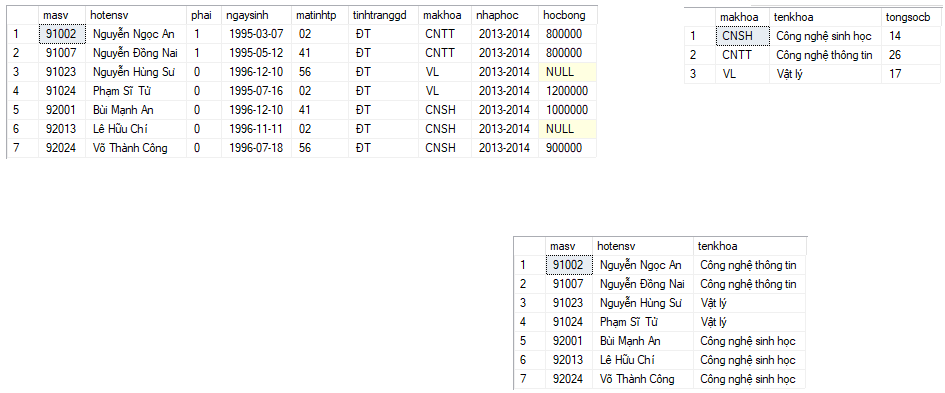 masv hotensv phai ngaysinh matinhtp tinhtranggd makhoa nhaphoc hocbong
1 91002 Nguyễn Ngọc An 1 1995-03-07 02 ĐT CNTT 2013-2014 800000
2 91007 Nguyễn Đồng Nai 1 1995-05-12 41 ĐT CNTT 2013-2014 800000
3 91023 Nguyễn Hùng Sư 0 1996-12-10 56 ĐT VL 2013-2014 NULL
4 91024 Phạm Sĩ Tử 0 1995-07-16 02 ĐT VL 2013-2014 1200000
5 92001 Bùi Mạnh An 0 1996-12-10 41 ĐT CNSH 2013-2014 1000000
6 92013 Lê Hữu Chí 0 1996-11-11 02 ĐT CNSH 2013-2014 NULL
7 92024 Võ Thành Công 0 1996-07-18 56 ĐT CNSH 2013-2014 900000
makhoa tenkhoa tongsocb
1 CNSH Công nghệ sinh học 14
2 CNTT Công nghệ thông tin 26
3 VL Vật lý 17
masv hotensv tenkhoa
1 91002 Nguyễn Ngọc An Công nghệ thông tin
2 91007 Nguyễn Đồng Nai Công nghệ thông tin
3 91023 Nguyễn Hùng Sư Vật lý
4 91024 Phạm Sĩ Tử Vật lý
5 92001 Bùi Mạnh An Công nghệ sinh học
6 92013 Lê Hữu Chí Công nghệ sinh học
7 92024 Võ Thành Công Công nghệ sinh học